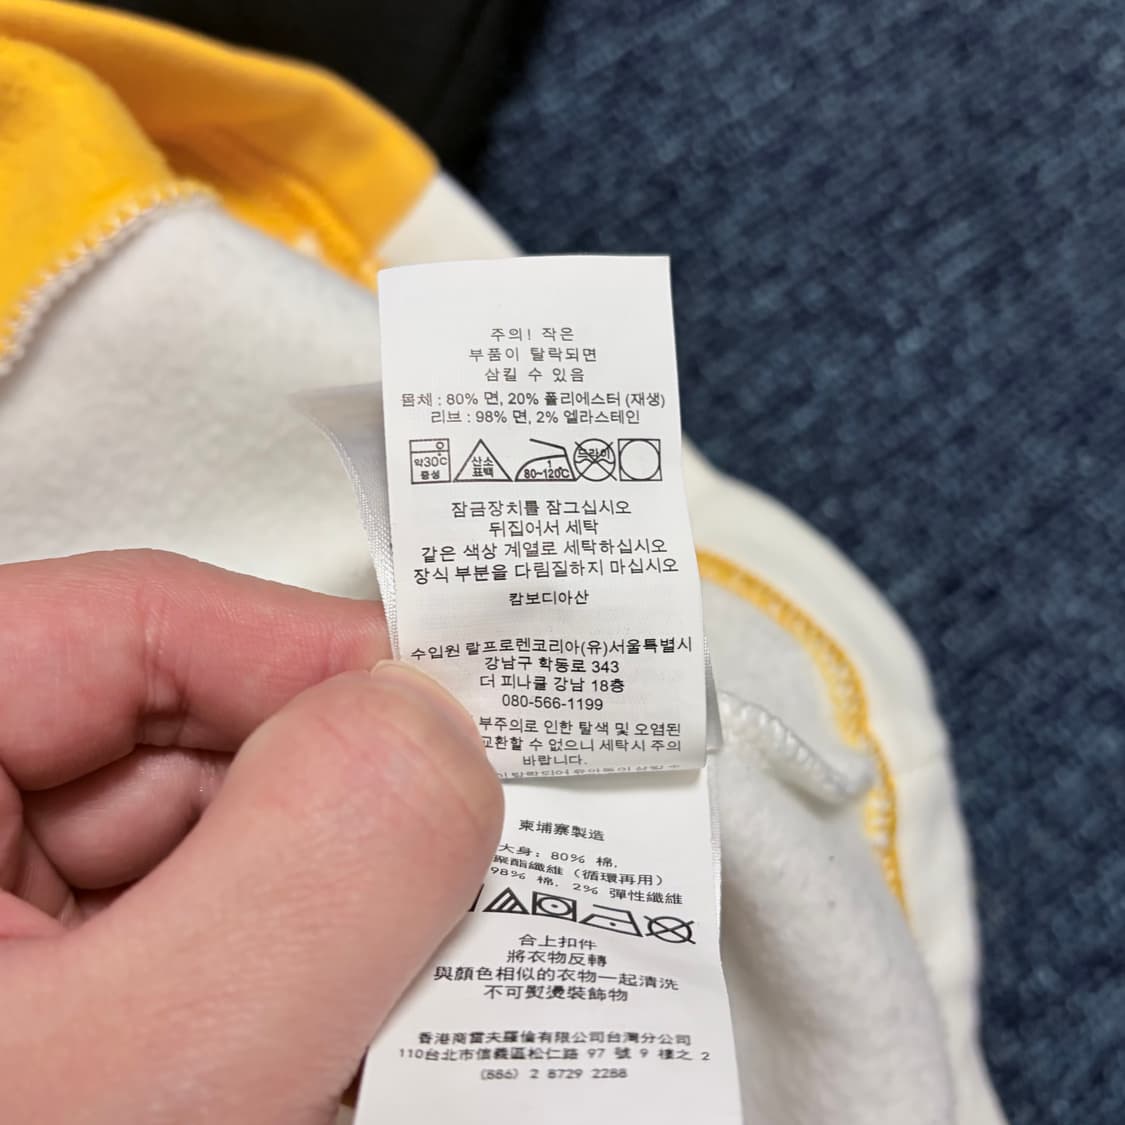 주의! 작은
부품이 탈락되면
삼킬 수 있음
몸체 : 80% 면, 20% 폴리에스터 (재생)
리브 : 98% 면, 2% 엘라스테인
약30℃
중성
산소
표백
1
80~120℃
드라이
잠금장치를 잠그십시오
뒤집어서 세탁
같은 색상 계열로 세탁하십시오
장식 부분을 다림질하지 마십시오
캄보디아산
수입원 랄프로렌코리아(유)서울특별시
강남구 학동로 343
더 피나클 강남 18층
080-566-1199
부주의로 인한 탈색 및 오염된
교환할 수 없으니 세탁시 주의
바랍니다.
柬埔寨製造
大身: 80% 棉,
聚酯纖維 (循環再用)
98% 棉, 2% 彈性纖維
合上扣件
將衣物反轉
與顏色相似的衣物一起清洗
不可熨燙裝飾物
香港商雷夫羅倫有限公司台灣分公司
110台北市信義區松仁路 97 號 9 樓之 2
(886) 2 8729 2288